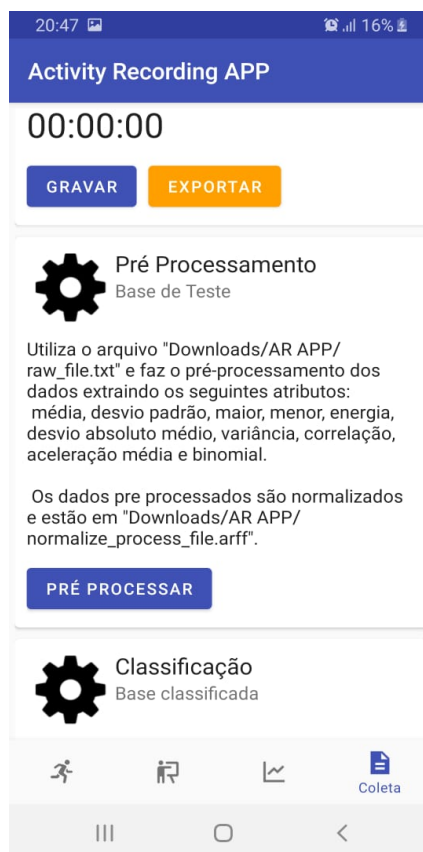 20:47 16%
Activity Recording APP
00:00:00
GRAVAR EXPORTAR
Pré Processamento
Base de Teste
Utiliza o arquivo "Downloads/AR APP/
raw_file.txt" e faz o pré-processamento dos
dados extraindo os seguintes atributos:
média, desvio padrão, maior, menor, energia,
desvio absoluto médio, variância, correlação,
aceleração média e binomial.
Os dados pre processados são normalizados
e estão em "Downloads/AR APP/
normalize_process_file.arff".
PRÉ PROCESSAR
Classificação
Base classificada
Coleta